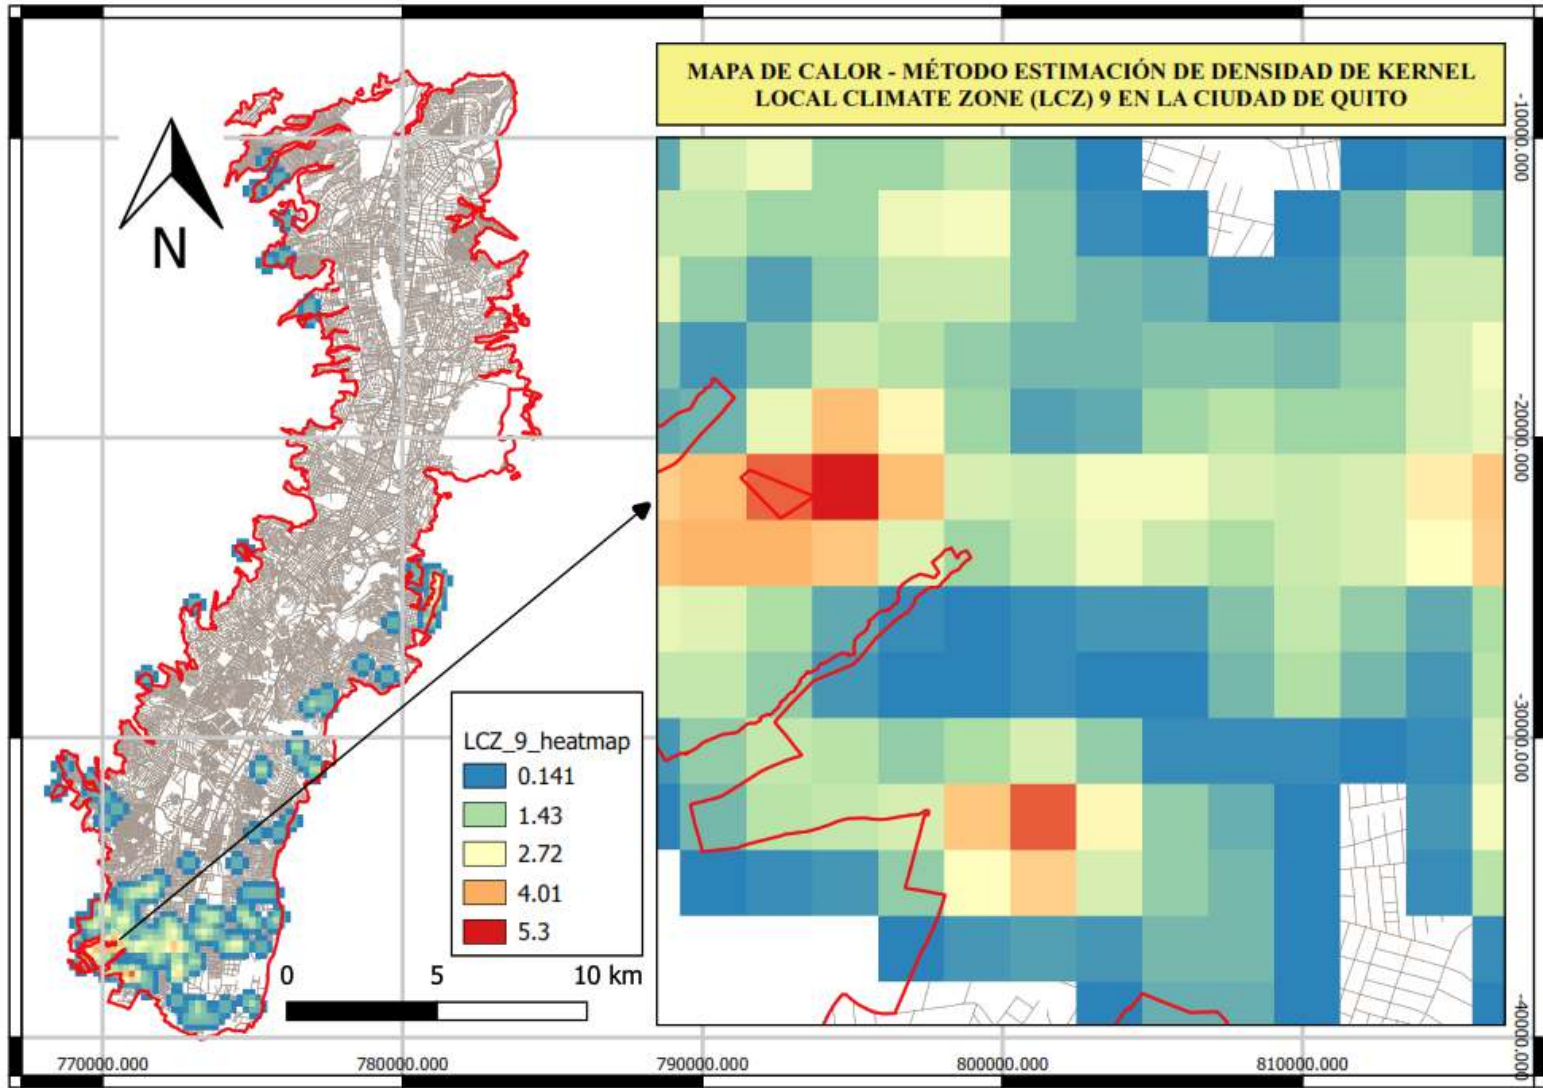 MAPA DE CALOR - MÉTODO ESTIMACIÓN DE DENSIDAD DE KERNEL
LOCAL CLIMATE ZONE (LCZ) 9 EN LA CIUDAD DE QUITO
N
LCZ_9_heatmap
0.141
1.43
2.72
4.01
5.3
0 5 10 km
-10000.000
-20000.000
-30000.000
-40000.000
770000.000 780000.000 790000.000 800000.000 810000.000